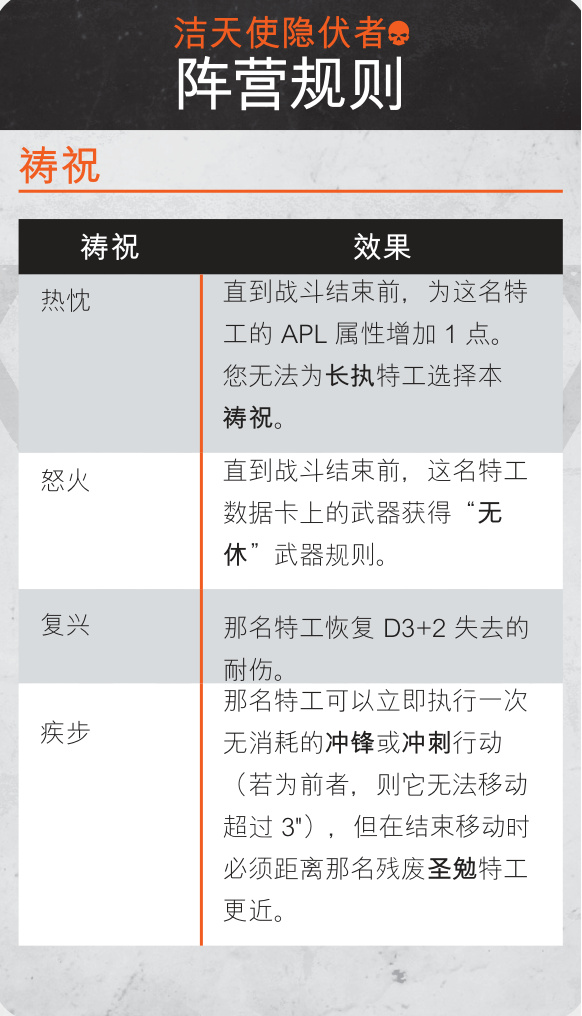 洁天使隐伏者
阵营规则
祷祝
祷祝 效果
热忱
直到战斗结束前，为这名特
工的 APL 属性增加 1 点。
您无法为长执特工选择本
祷祝。
怒火
直到战斗结束前，这名特工
数据卡上的武器获得“无
休”武器规则。
复兴
那名特工恢复 D3+2 失去的
耐伤。
疾步
那名特工可以立即执行一次
无消耗的冲锋或冲刺行动
（若为前者，则它无法移动
超过 3"），但在结束移动时
必须距离那名残废圣勉特工
更近。